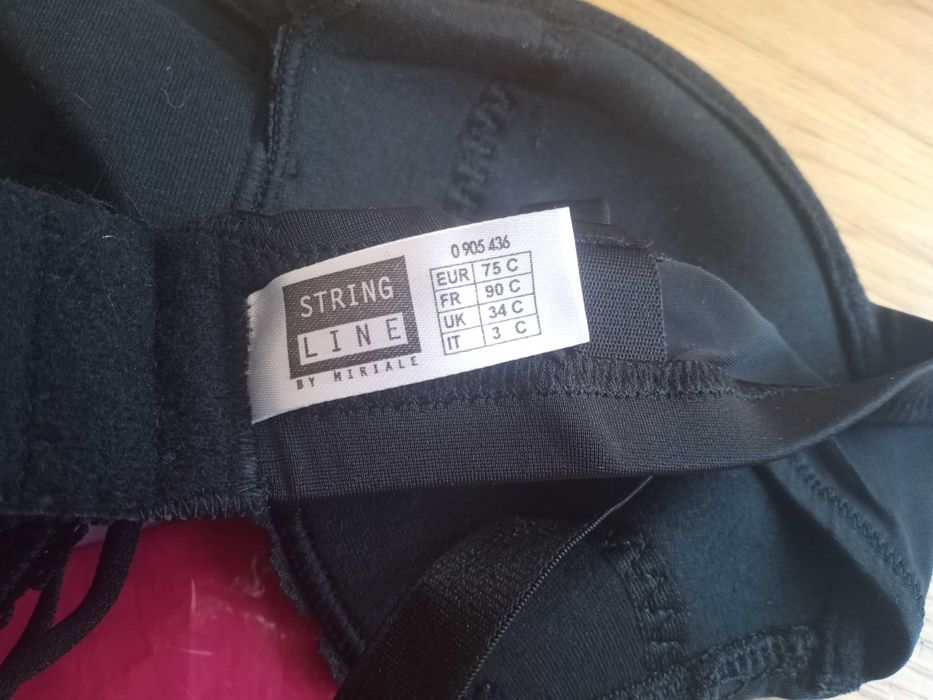 STRING
LINE
BY MIRIALE
0 905 436
EUR 75 C
FR 90 C
UK 34 C
IT 3 C